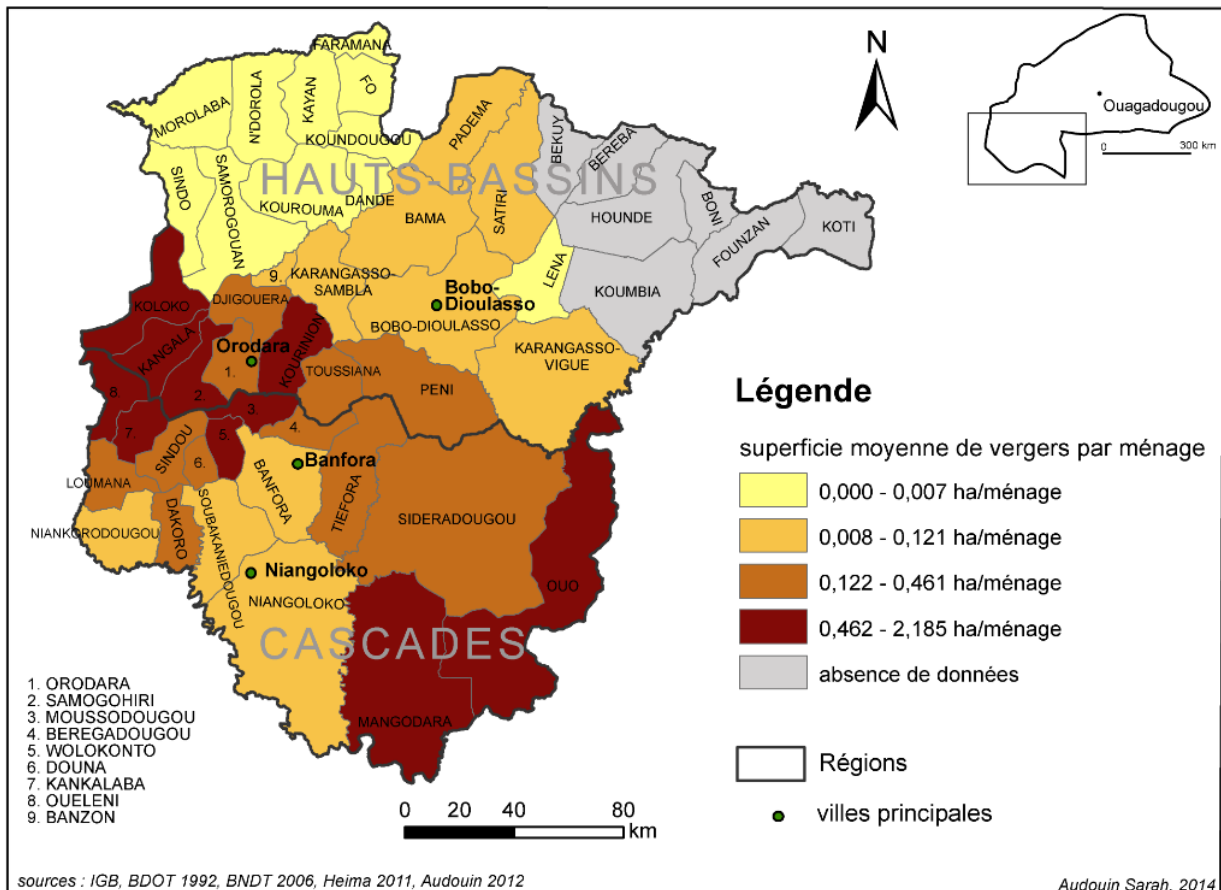 FARAMANA
FO
KAYAN
N'DOROLA
MOROLABA
KOUNDOUGOU
PADEMA
BEKUY
BEREBA
SINDO
SAMOROGOUAN
HAUTS-BASSINS
KOUROUMA
DANDE
BAMA
SATIRI
HOUNDE
BONI
FOUNZAN
KOTI
LENA
KOUMBIA
9.
KARANGASSO-
SAMBLA
Bobo-
Dioulasso
BOBO-DIOULASSO
DJIGOUERA
KOLOKO
KANGALA
Orodara
1.
KOURINION
TOUSSIANA
PENI
KARANGASSO-
VIGUE
8.
2.
3.
7.
5.
4.
SINDOU
6.
Banfora
BANFORA
LOUMANA
DAKORO
SOUBAKANIEDOUGOU
TIEFORA
SIDERADOUGOU
NIANKORODOUGOU
Niangoloko
NIANGOLOKO
OUO
CASCADES
MANGODARA
1. ORODARA
2. SAMOGOHIRI
3. MOUSSODOUGOU
4. BEREGADOUGOU
5. WOLOKONTO
6. DOUNA
7. KANKALABA
8. OUELENI
9. BANZON
0 20 40 80
km
N
Ouagadougou
0 300 km
Légende
superficie moyenne de vergers par ménage
0,000 - 0,007 ha/ménage
0,008 - 0,121 ha/ménage
0,122 - 0,461 ha/ménage
0,462 - 2,185 ha/ménage
absence de données
Régions
villes principales
sources : IGB, BDOT 1992, BNDT 2006, Heima 2011, Audouin 2012
Audouin Sarah, 2014